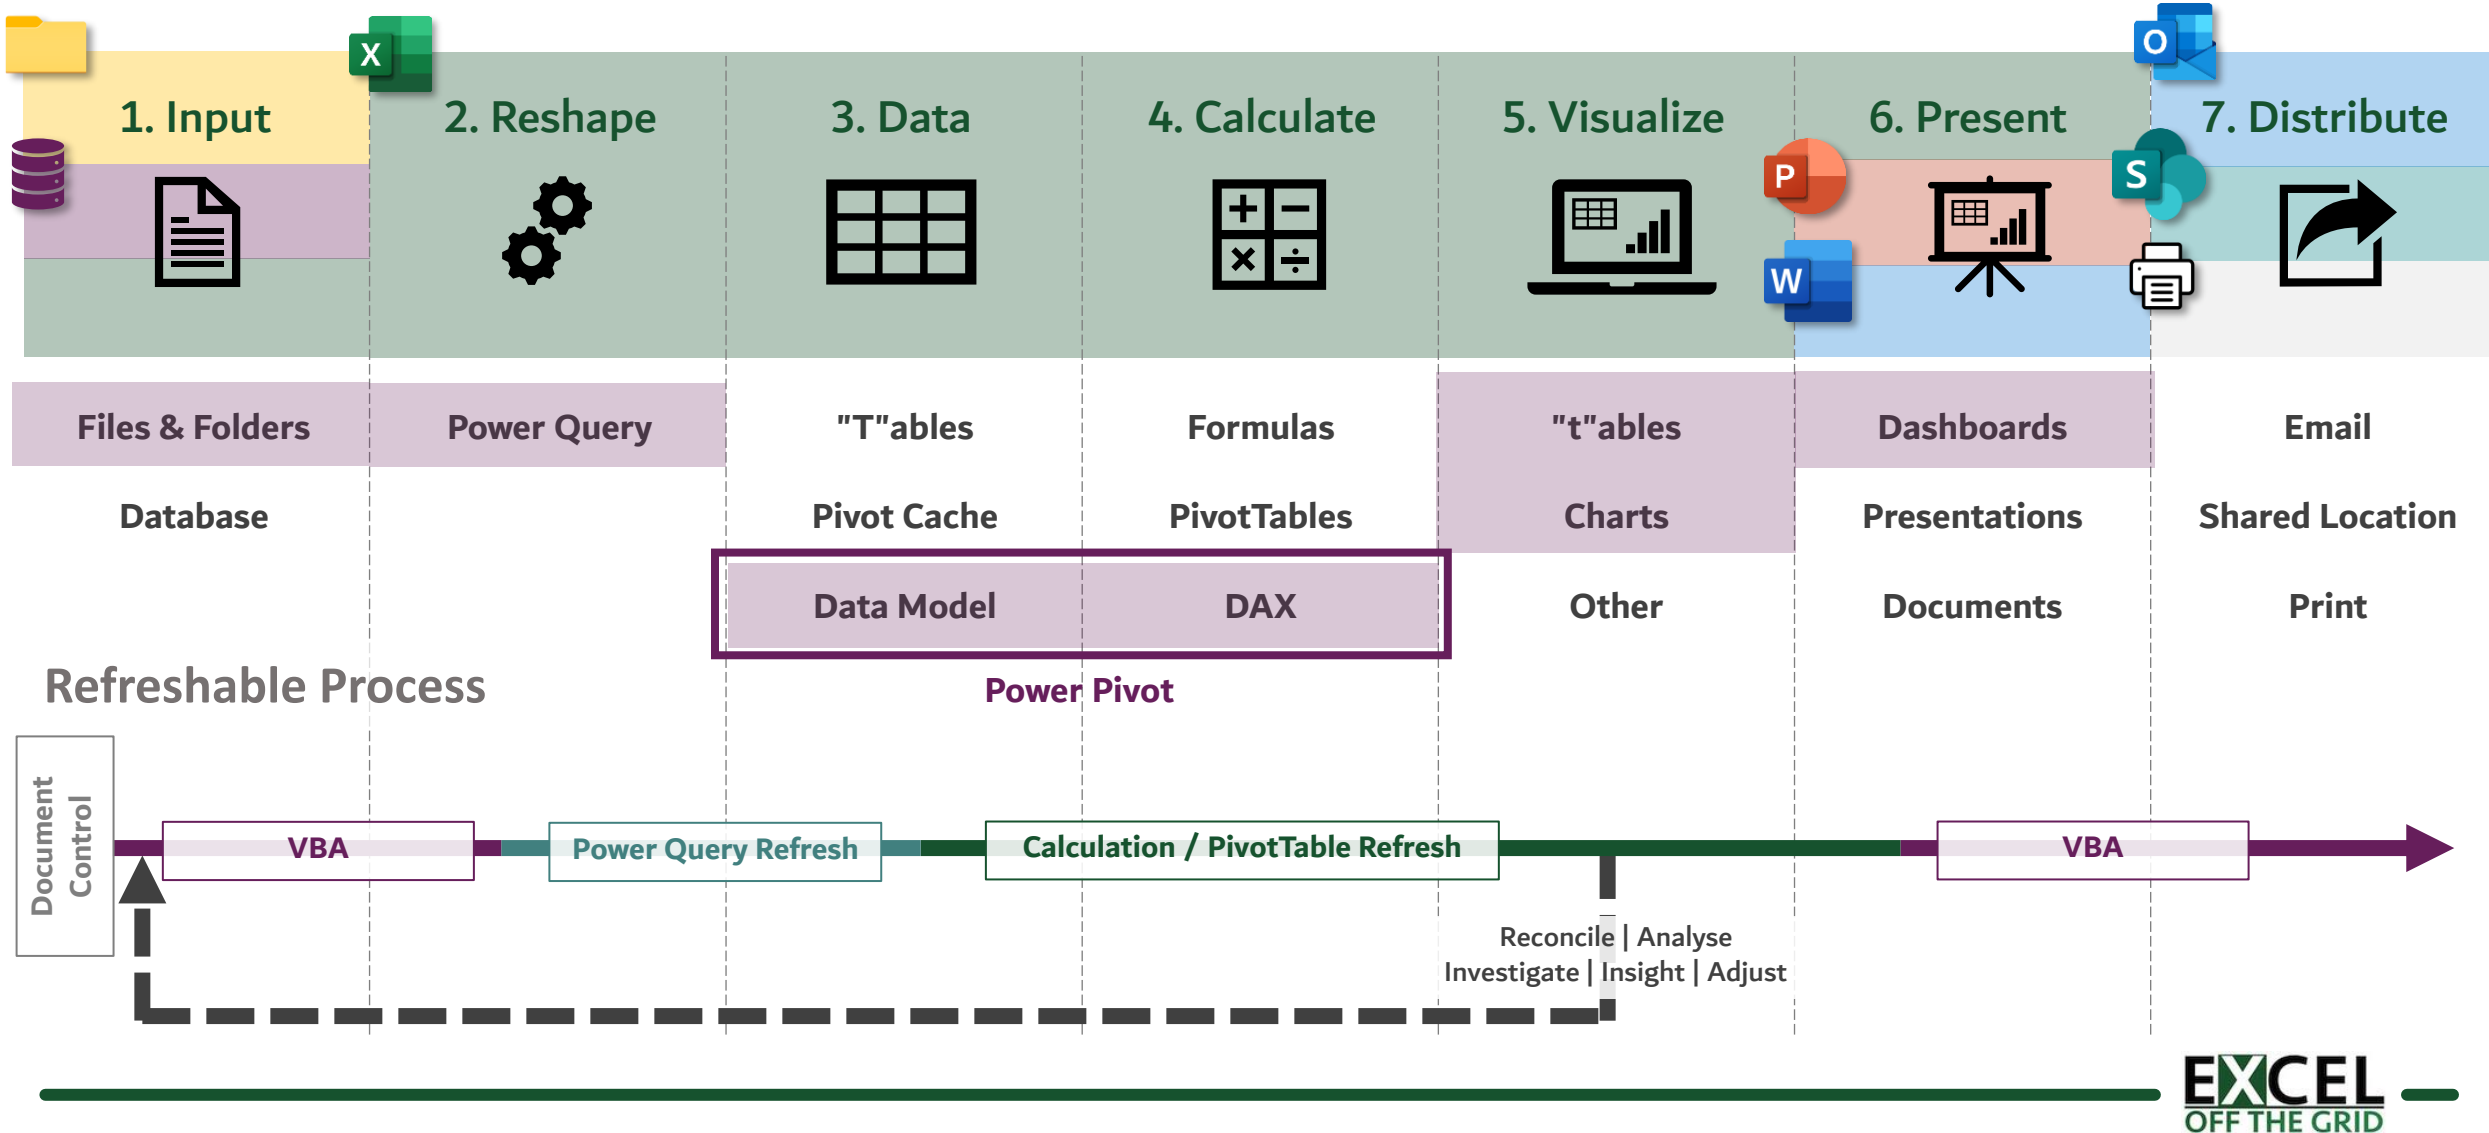 1. Input
2. Reshape
3. Data
4. Calculate
5. Visualize
6. Present
7. Distribute
X
O
P
S
W
Files & Folders
Power Query
"T"ables
Formulas
"t"ables
Dashboards
Email
Database
Pivot Cache
PivotTables
Charts
Presentations
Shared Location
Data Model
DAX
Other
Documents
Print
Refreshable Process
Power Pivot
Document
Control
VBA
Power Query Refresh
Calculation / PivotTable Refresh
VBA
Reconcile | Analyse
Investigate | Insight | Adjust
EXCEL
OFF THE GRID